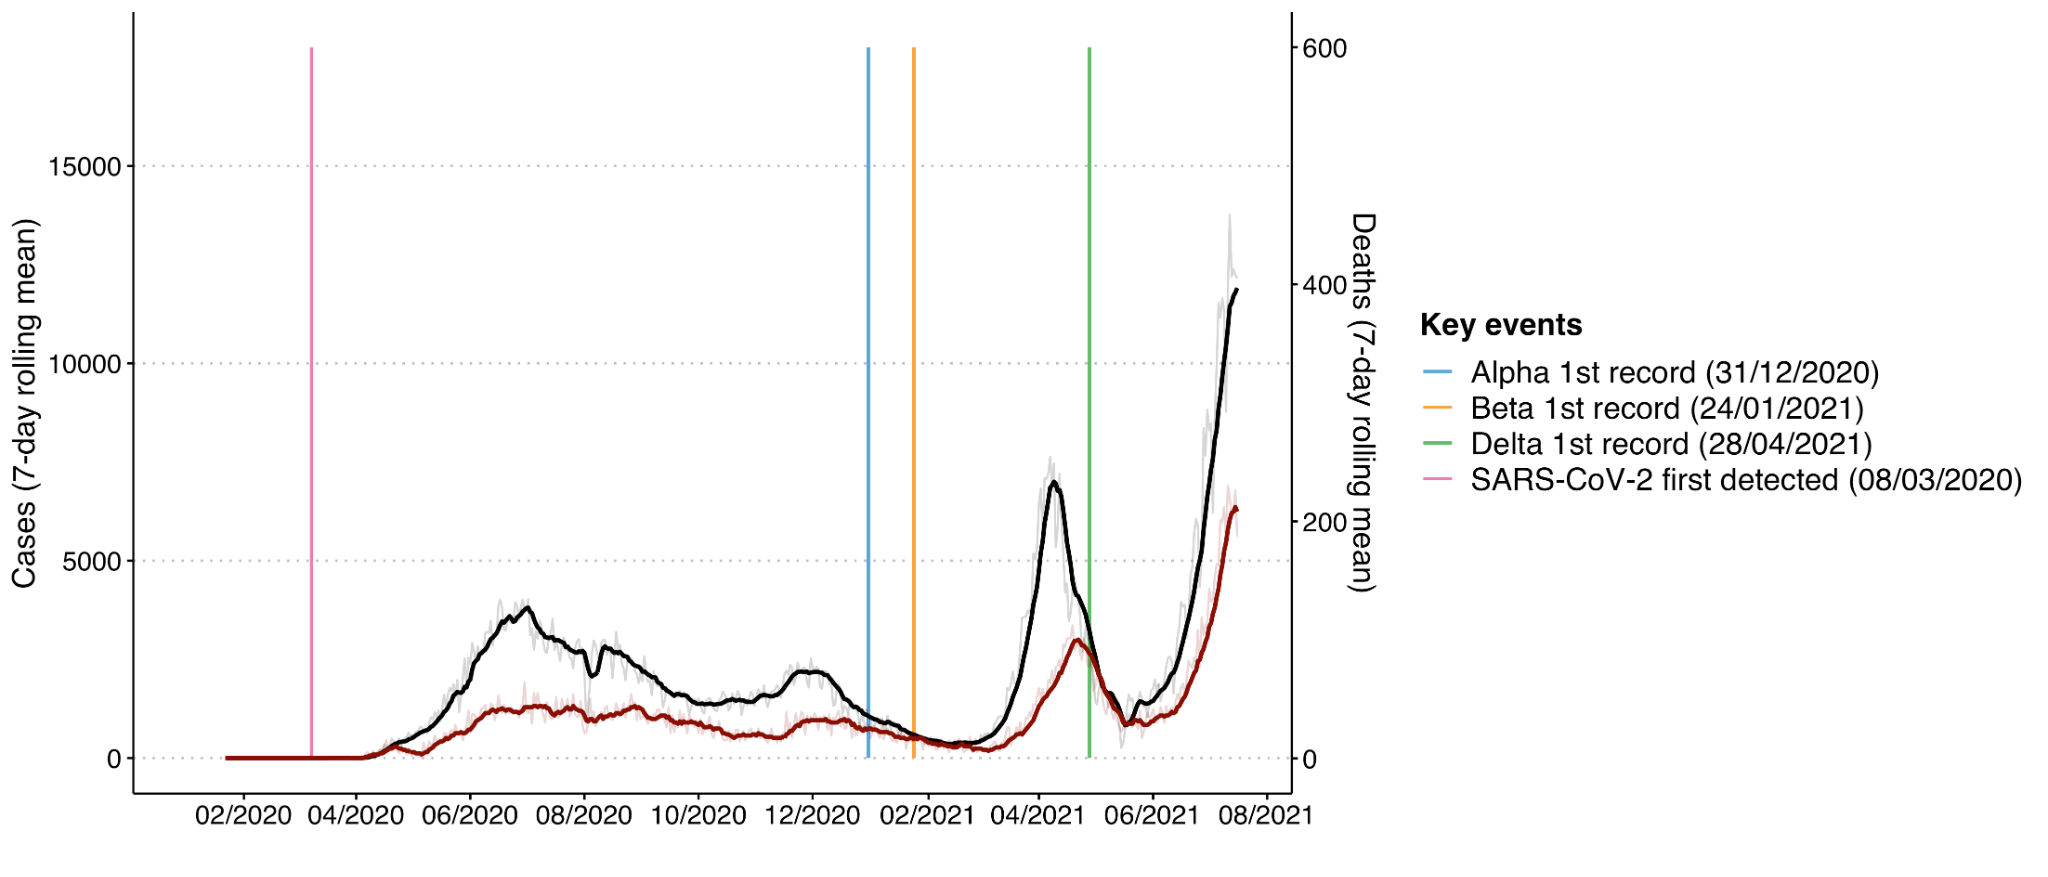 600
15000
10000
5000
0
Cases (7-day rolling mean)
400
200
0
Deaths (7-day rolling mean)
02/2020 04/2020 06/2020 08/2020 10/2020 12/2020 02/2021 04/2021 06/2021 08/2021
Key events
Alpha 1st record (31/12/2020)
Beta 1st record (24/01/2021)
Delta 1st record (28/04/2021)
SARS-CoV-2 first detected (08/03/2020)